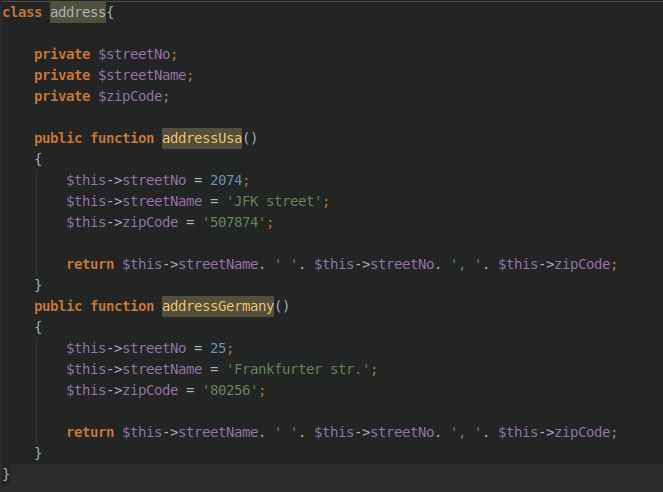 class address{
private $streetNo;
private $streetName;
private $zipCode;
public function addressUsa()
{
$this->streetNo = 2074;
$this->streetName = 'JFK street';
$this->zipCode = '507874';
return $this->streetName. ' '. $this->streetNo. ', '. $this->zipCode;
}
public function addressGermany()
{
$this->streetNo = 25;
$this->streetName = 'Frankfurter str.';
$this->zipCode = '80256';
return $this->streetName. ' '. $this->streetNo. ', '. $this->zipCode;
}
}